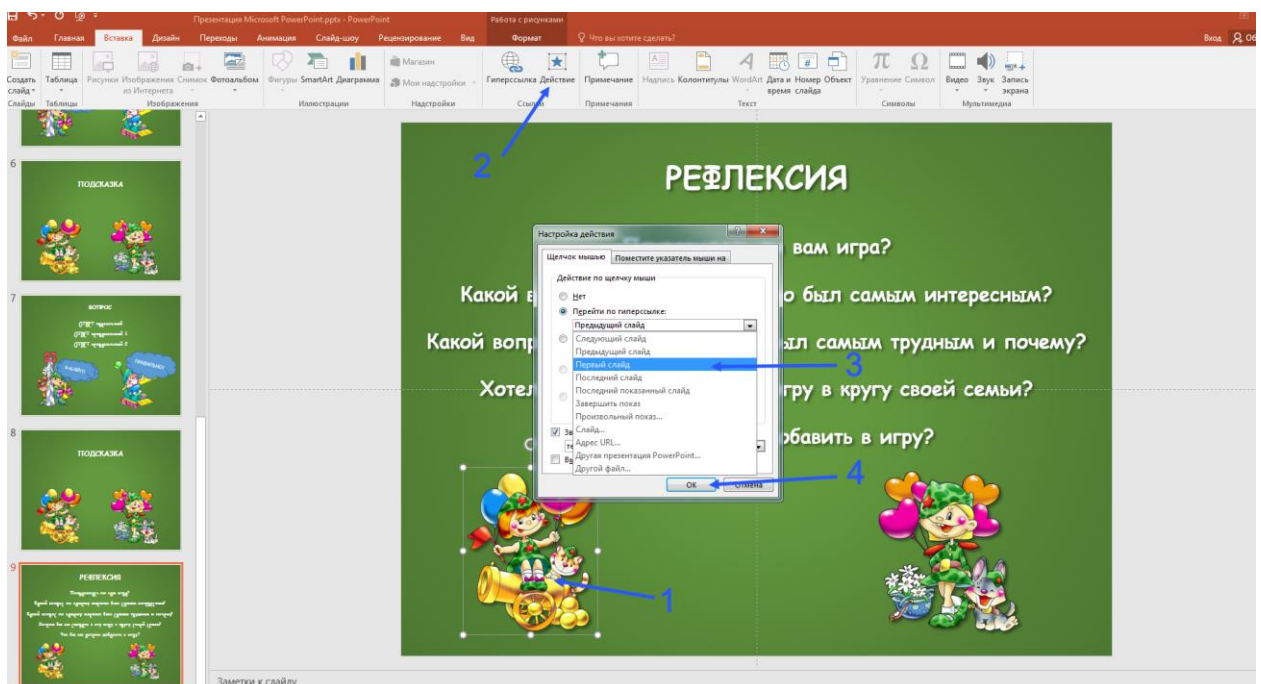 Презентация Microsoft PowerPoint.pptx - PowerPoint
Работа с рисунками
Файл Главная Вставка Дизайн Переходы Анимация Слайд-шоу Рецензирование Вид Формат Что вы хотите сделать? Вход Об
Создать слайд Таблица Рисунки Изображения из Интернета Снимок Фотоальбом Фигуры SmartArt Диаграмма Магазин Мои надстройки Гиперссылка Действие Примечание Надпись Колонтитулы WordArt Дата и время Номер слайда Объект Уравнение Символ Видео Звук Запись экрана
Слайды Таблицы Изображения Иллюстрации Надстройки Ссылки Примечания Текст Символы Мультимедиа
6
ПОДСКАЗКА
7
ВОПРОС
8
ПОДСКАЗКА
9
РЕФЛЕКСИЯ
2
РЕФЛЕКСИЯ
вам игра?
Какой в
о был самым интересным?
Какой вопр
ыл самым трудным и почему?
Хотел
гру в кругу своей семьи?
обавить в игру?
Настройка действия
Щелчок мышью Поместите указатель мыши на
Действие по щелчку мыши
Нет
Перейти по гиперссылке:
Предыдущий слайд
Следующий слайд
Предыдущий слайд
Первый слайд
Последний слайд
Последний показанный слайд
Завершить показ
Произвольный показ...
Слайд...
Адрес URL...
Другая презентация PowerPoint...
Другой файл...
ОК Отмена
3
4
1
Заметки к слайду